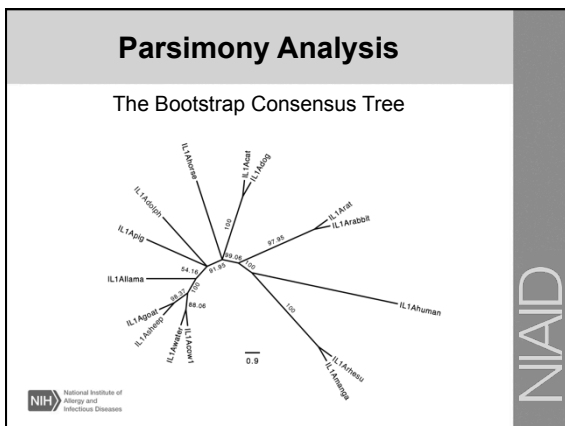 Parsimony Analysis
The Bootstrap Consensus Tree
IL1Ahorse
IL1Acat
IL1Adog
IL1Adolph
IL1Arat
IL1Arabbit
IL1Apig
100
97.95
99.06
100
54.16
91.95
IL1Allama
98.37
100
88.06
IL1Agoat
IL1Asheep
IL1Awater
IL1Acow1
IL1Ahuman
100
0.9
IL1Arhesu
IL1Amanga
NIH
National Institute of
Allergy and
Infectious Diseases
NIAID